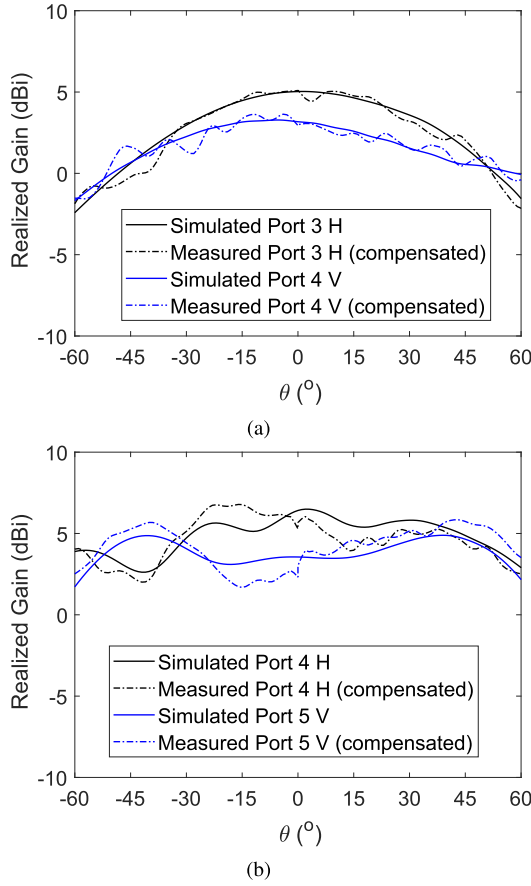 10
5
0
-5
-10
Realized Gain (dBi)
Simulated Port 3 H
Measured Port 3 H (compensated)
Simulated Port 4 V
Measured Port 4 V (compensated)
-60 -45 -30 -15 0 15 30 45 60
θ (o)
(a)
10
5
0
-5
-10
Realized Gain (dBi)
Simulated Port 4 H
Measured Port 4 H (compensated)
Simulated Port 5 V
Measured Port 5 V (compensated)
-60 -45 -30 -15 0 15 30 45 60
θ (o)
(b)